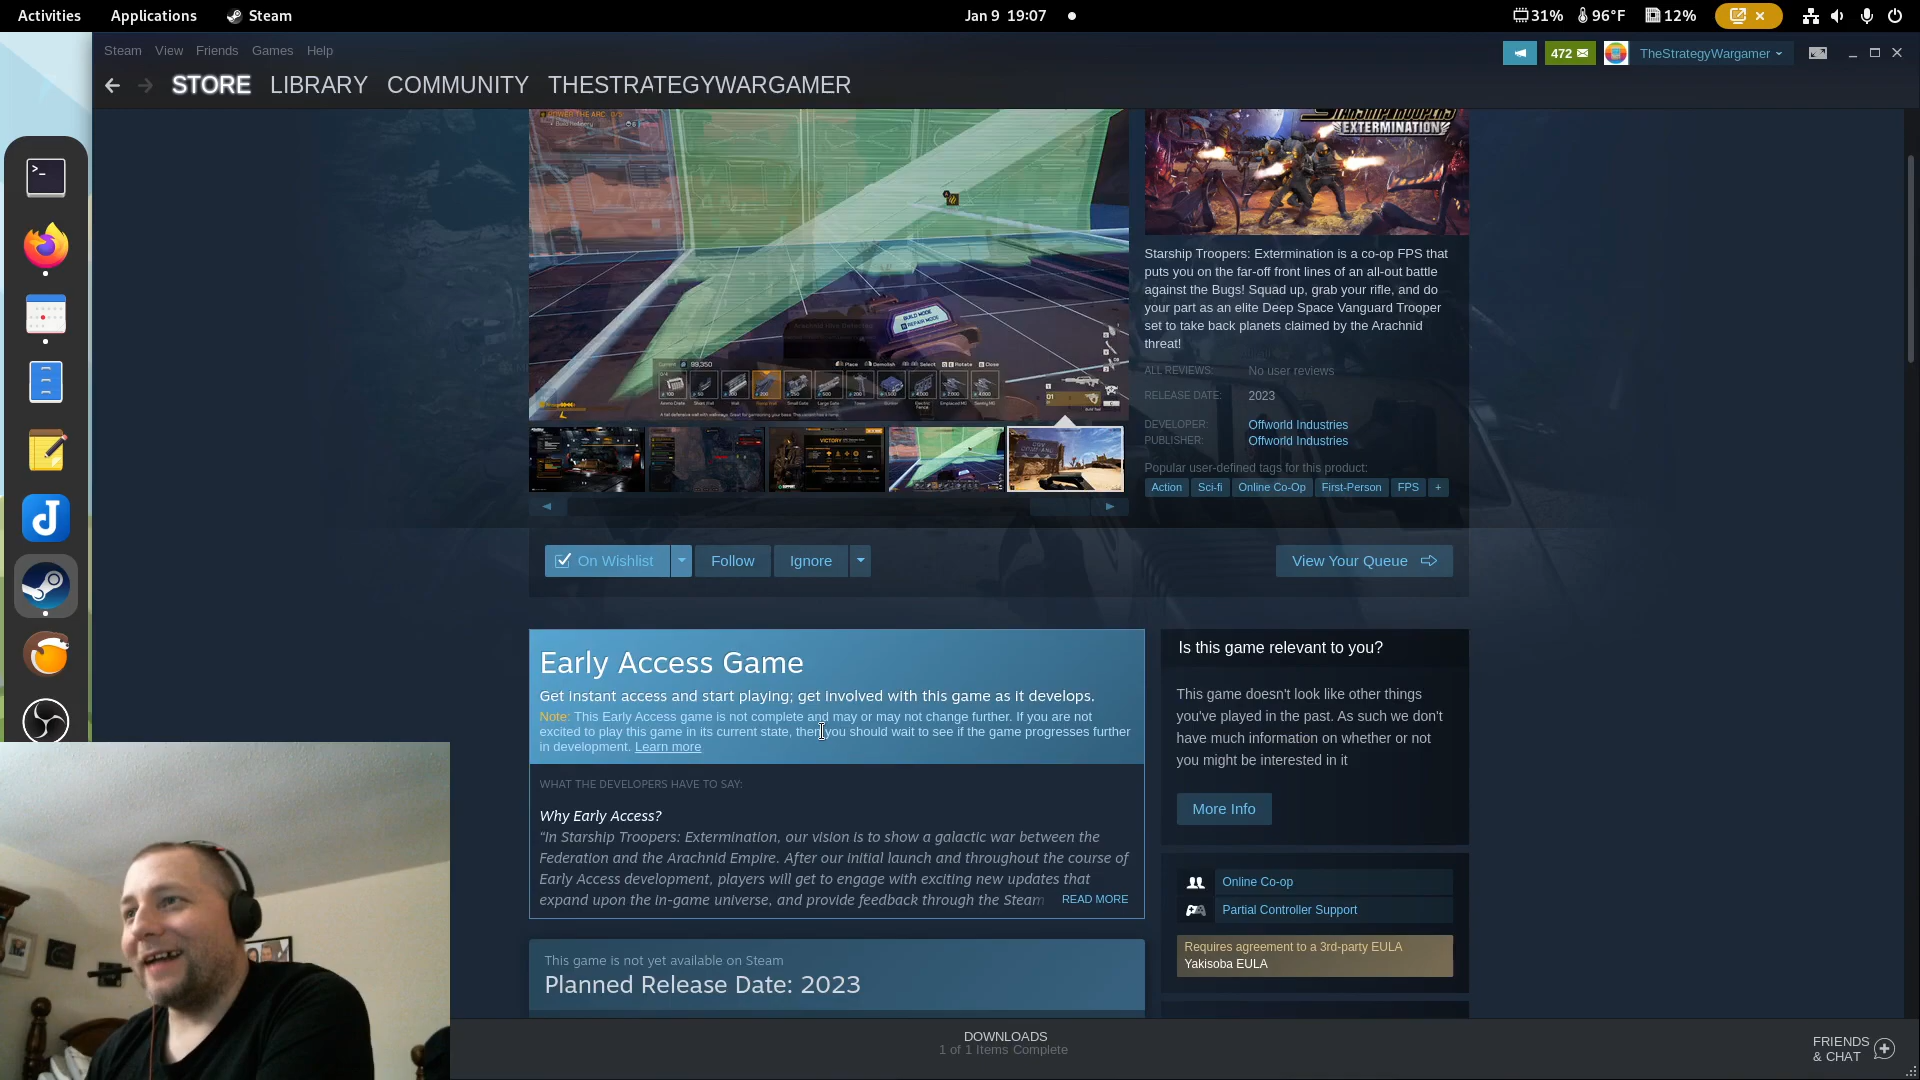 Activities
Applications
Steam
Jan 9 19:07
31%
96°F
12%
Steam View Friends Games Help
472
TheStrategyWargamer
STORE LIBRARY COMMUNITY THESTRATEGYWARGAMER
POWER THE ARC
EXTERMINATION
BUILD MODE
REPAIR MODE
99,350
Place Demolish Select Rotate Close
VICTORY
Starship Troopers: Extermination is a co-op FPS that
puts you on the far-off front lines of an all-out battle
against the Bugs! Squad up, grab your rifle, and do
your part as an elite Deep Space Vanguard Trooper
set to take back planets claimed by the Arachnid
threat!
ALL REVIEWS: No user reviews
RELEASE DATE: 2023
DEVELOPER: Offworld Industries
PUBLISHER: Offworld Industries
Popular user-defined tags for this product:
Action Sci-fi Online Co-Op First-Person FPS +
On Wishlist
Follow
Ignore
View Your Queue
Early Access Game
Get instant access and start playing; get involved with this game as it develops.
Note: This Early Access game is not complete and may or may not change further. If you are not
excited to play this game in its current state, then you should wait to see if the game progresses further
in development. Learn more
WHAT THE DEVELOPERS HAVE TO SAY:
Why Early Access?
“In Starship Troopers: Extermination, our vision is to show a galactic war between the
Federation and the Arachnid Empire. After our initial launch and throughout the course of
Early Access development, players will get to engage with exciting new updates that
expand upon the in-game universe, and provide feedback through the Steam
READ MORE
This game is not yet available on Steam
Planned Release Date: 2023
Is this game relevant to you?
This game doesn't look like other things
you've played in the past. As such we don't
have much information on whether or not
you might be interested in it
More Info
Online Co-op
Partial Controller Support
Requires agreement to a 3rd-party EULA
Yakisoba EULA
DOWNLOADS
1 of 1 Items Complete
FRIENDS
& CHAT